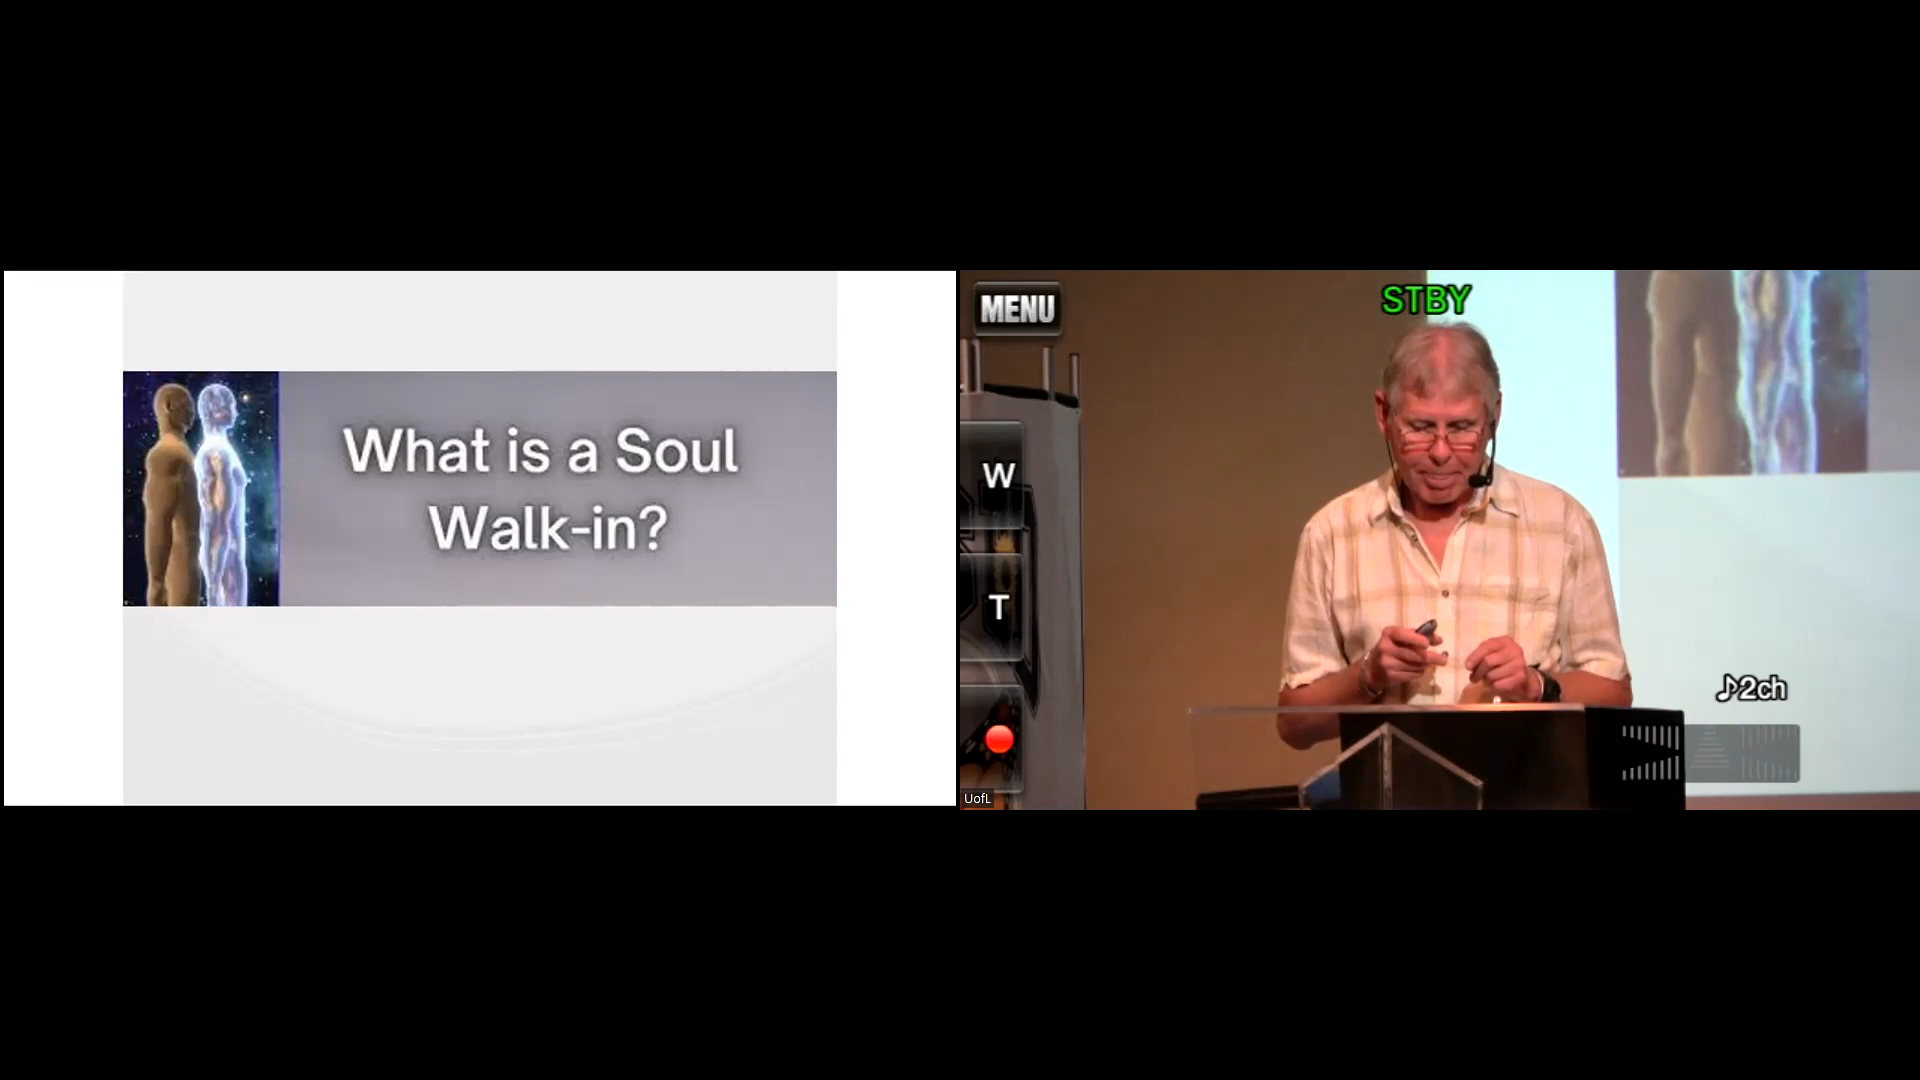 What is a Soul
Walk-in?
MENU
STBY
W
T
♪2ch
UofL